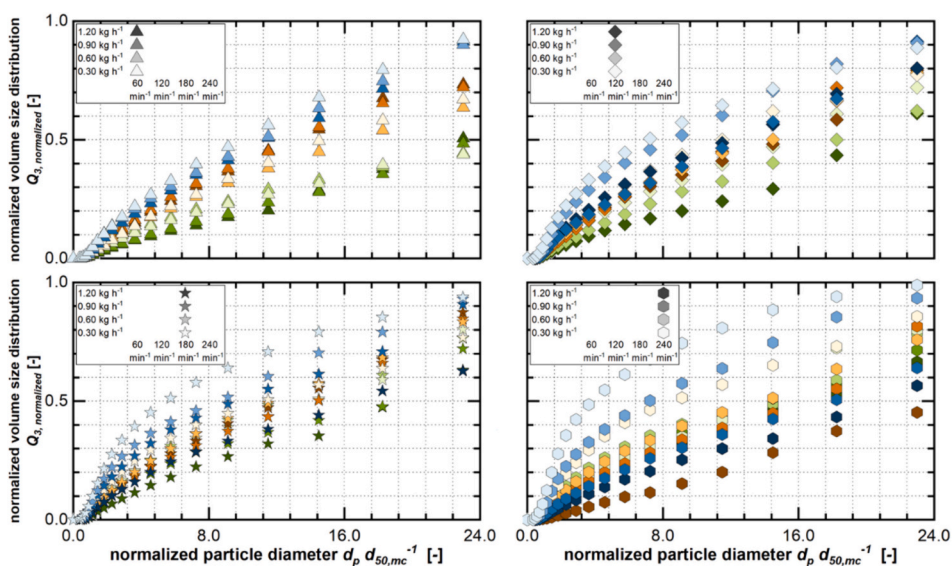 normalized volume size distribution
Q3, normalized [-]
1.0
0.5
0.0
1.20 kg h-1
0.90 kg h-1
0.60 kg h-1
0.30 kg h-1
60 120 180 240
min-1 min-1 min-1 min-1
1.20 kg h-1
0.90 kg h-1
0.60 kg h-1
0.30 kg h-1
60 120 180 240
min-1 min-1 min-1 min-1
normalized volume size distribution
Q3, normalized [-]
1.0
0.5
0.0
1.20 kg h-1
0.90 kg h-1
0.60 kg h-1
0.30 kg h-1
60 120 180 240
min-1 min-1 min-1 min-1
1.20 kg h-1
0.90 kg h-1
0.60 kg h-1
0.30 kg h-1
60 120 180 240
min-1 min-1 min-1 min-1
0.0 8.0 16.0 24.0
0.0 8.0 16.0 24.0
normalized particle diameter dp d50,mc-1 [-]
normalized particle diameter dp d50,mc-1 [-]